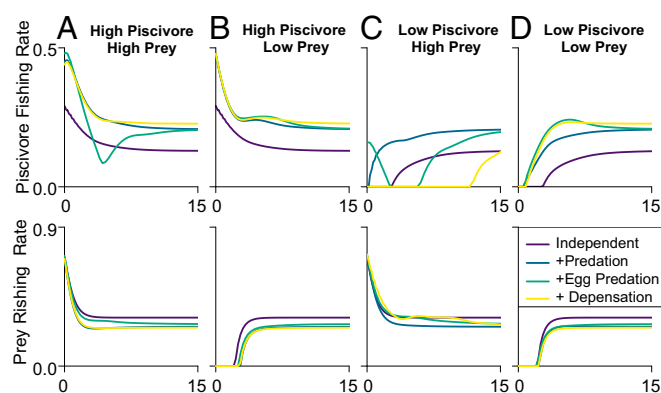 A
High Piscivore
High Prey
B
High Piscivore
Low Prey
C
Low Piscivore
High Prey
D
Low Piscivore
Low Prey
Piscivore Fishing Rate
0.5
0.0
0 15
0 15
0 15
0 15
Prey Rishing Rate
0.9
0.0
Independent
+Predation
+Egg Predation
+ Depensation
0 15
0 15
0 15
0 15